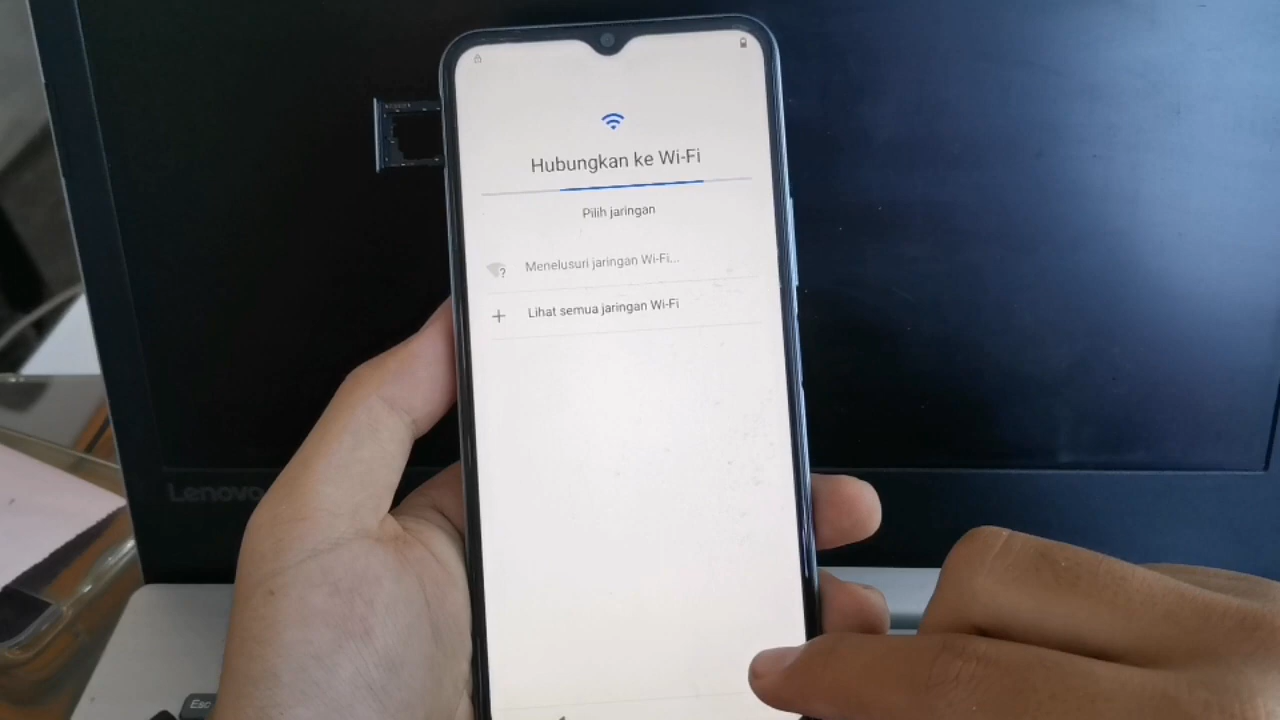 Hubungkan ke Wi-Fi
Pilih jaringan
?
Menelusuri jaringan Wi-Fi...
+ Lihat semua jaringan Wi-Fi
Lenovo
Esc